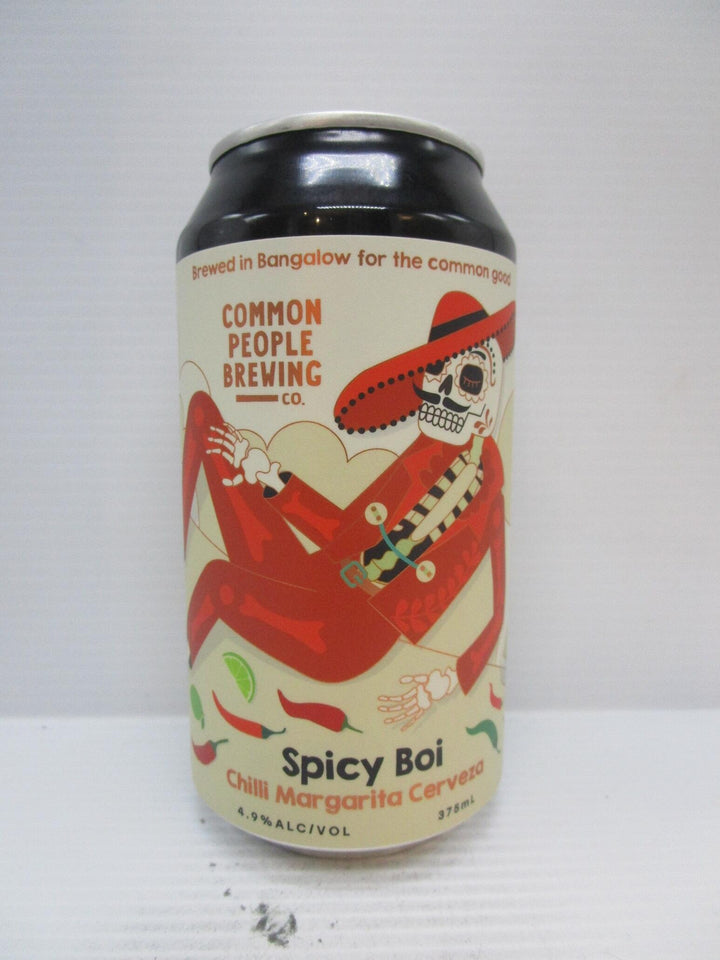 Brewed in Bangalow for the common good
COMMON
PEOPLE
BREWING
CO.
Spicy Boi
Chilli Margarita Cerveza
4.9% ALC/VOL
375mL